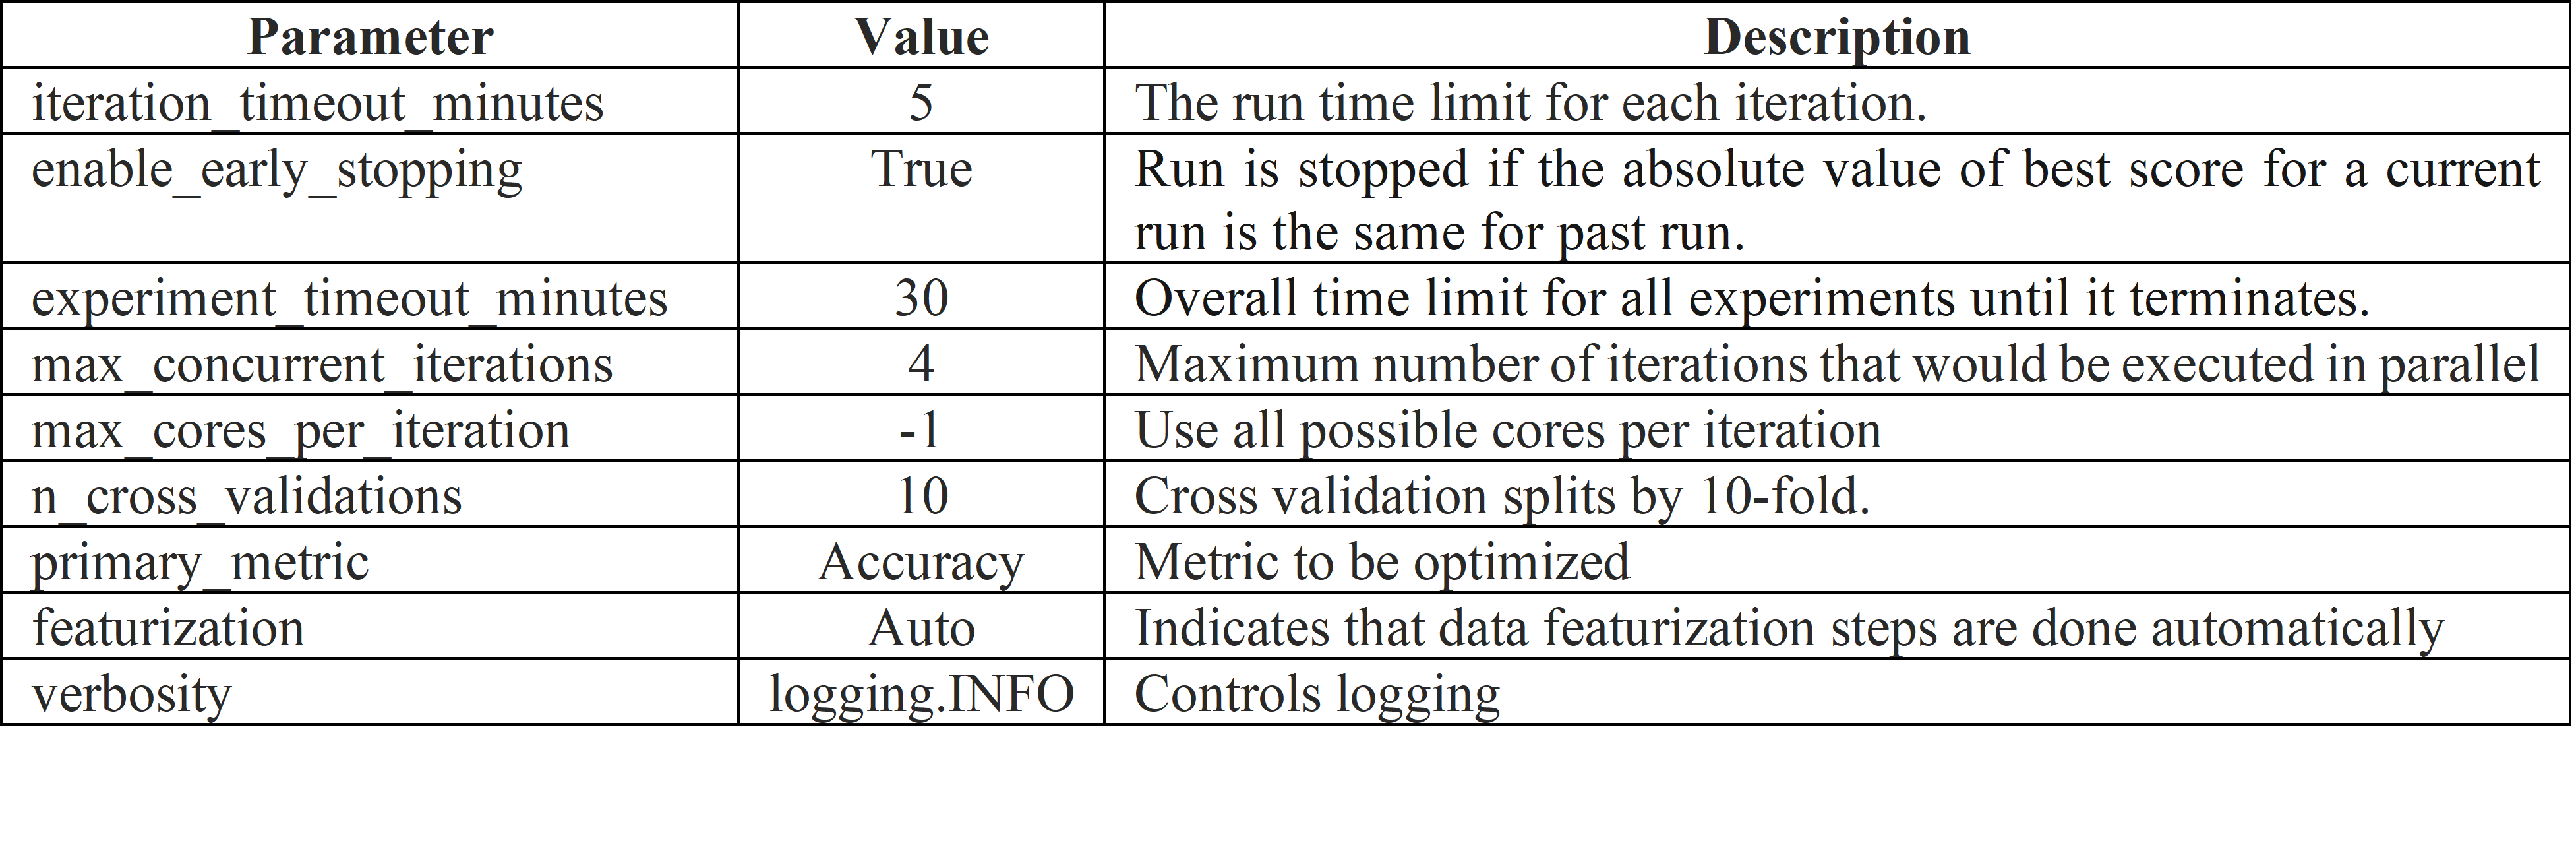 Parameter Value Description
iteration_timeout_minutes 5 The run time limit for each iteration.
enable_early_stopping True Run is stopped if the absolute value of best score for a current
run is the same for past run.
experiment_timeout_minutes 30 Overall time limit for all experiments until it terminates.
max_concurrent_iterations 4 Maximum number of iterations that would be executed in parallel
max_cores_per_iteration -1 Use all possible cores per iteration
n_cross_validations 10 Cross validation splits by 10-fold.
primary_metric Accuracy Metric to be optimized
featurization Auto Indicates that data featurization steps are done automatically
verbosity logging.INFO Controls logging